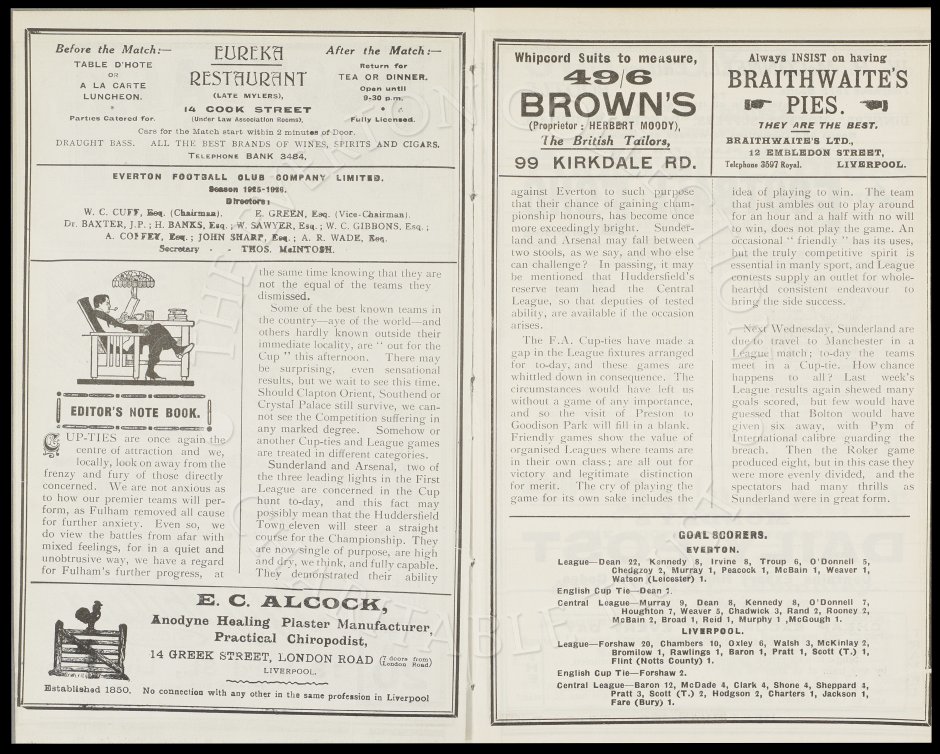 Before the Match:—
TABLE D'HOTE
OR
A LA CARTE
LUNCHEON.
Parties Catered for.
EUREKA
RESTAURANT
(LATE MYLERS),
14 COOK STREET
(Under Law Association Rooms),
After the Match:—
Return for
TEA OR DINNER.
Open until
9-30 p.m.
Fully Licensed.
Cars for the Match start within 2 minutes of Door.
DRAUGHT BASS. ALL THE BEST BRANDS OF WINES, SPIRITS AND CIGARS.
TELEPHONE BANK 3484.
EVERTON FOOTBALL CLUB COMPANY LIMITED.
Season 1925-1926.
Directors:
W. C. CUFF, Esq. (Chairman). E. GREEN, Esq. (Vice-Chairman).
Dr. BAXTER, J.P.; H. BANKS, Esq.; W. SAWYER, Esq.; W. C. GIBBONS, Esq.;
A. COFFEY, Esq.; JOHN SHARP, Esq.; A. R. WADE, Esq.
Secretary - - THOS. McINTOSH.
EDITOR'S NOTE BOOK.
CUP-TIES are once again the
centre of attraction and we,
locally, look on away from the
frenzy and fury of those directly
concerned. We are not anxious as
to how our premier teams will per-
form, as Fulham removed all cause
for further anxiety. Even so, we
do view the battles from afar with
mixed feelings, for in a quiet and
unobtrusive way, we have a regard
for Fulham's further progress, at
the same time knowing that they are
not the equal of the teams they
dismissed.
Some of the best known teams in
the country—aye of the world—and
others hardly known outside their
immediate locality, are "out for the
Cup" this afternoon. There may
be surprising, even sensational
results, but we wait to see this time.
Should Clapton Orient, Southend or
Crystal Palace still survive, we can-
not see the Competition suffering in
any marked degree. Somehow or
another Cup-ties and League games
are treated in different categories.
Sunderland and Arsenal, two of
the three leading lights in the First
League are concerned in the Cup
hunt to-day, and this fact may
possibly mean that the Huddersfield
Town eleven will steer a straight
course for the Championship. They
are now single of purpose, are high
and dry, we think, and fully capable.
They demonstrated their ability
E. C. ALCOCK,
Anodyne Healing Plaster Manufacturer,
Practical Chiropodist,
14 GREEK STREET, LONDON ROAD (7 doors from London Road)
LIVERPOOL.
Established 1850. No connection with any other in the same profession in Liverpool
Whipcord Suits to measure,
49/6
BROWN'S
(Proprietor: HERBERT MOODY),
The British Tailors,
99 KIRKDALE RD.
Always INSIST on having
BRAITHWAITE'S
PIES.
THEY ARE THE BEST.
BRAITHWAITE'S LTD.,
12 EMBLEDON STREET,
Telephone 3597 Royal. LIVERPOOL.
against Everton to such purpose
that their chance of gaining cham-
pionship honours, has become once
more exceedingly bright. Sunder-
land and Arsenal may fall between
two stools, as we say, and who else
can challenge? In passing, it may
be mentioned that Huddersfield's
reserve team head the Central
League, so that deputies of tested
ability, are available if the occasion
arises.
The F.A. Cup-ties have made a
gap in the League fixtures arranged
for to-day, and these games are
whittled down in consequence. The
circumstances would have left us
without a game of any importance,
and so the visit of Preston to
Goodison Park will fill in a blank.
Friendly games show the value of
organised Leagues where teams are
in their own class; are all out for
victory and legitimate distinction
for merit. The cry of playing the
game for its own sake includes the
idea of playing to win. The team
that just ambles out to play around
for an hour and a half with no will
to win, does not play the game. An
occasional "friendly" has its uses,
but the truly competitive spirit is
essential in manly sport, and League
contests supply an outlet for whole-
hearted consistent endeavour to
bring the side success.
Next Wednesday, Sunderland are
due to travel to Manchester in a
League match; to-day the teams
meet in a Cup-tie. How chance
happens to all? Last week's
League results again shewed many
goals scored, but few would have
guessed that Bolton would have
given six away, with Pym of
International calibre guarding the
breach. Then the Roker game
produced eight, but in this case they
were more evenly divided, and the
spectators had many thrills as
Sunderland were in great form.
GOAL SCORERS.
EVERTON.
League—Dean 22, Kennedy 8, Irvine 8, Troup 6, O'Donnell 5,
Chedgzoy 2, Murray 1, Peacock 1, McBain 1, Weaver 1,
Watson (Leicester) 1.
English Cup Tie—Dean 1.
Central League—Murray 9, Dean 8, Kennedy 8, O'Donnell 7,
Houghton 7, Weaver 5, Chadwick 3, Rand 2, Rooney 2,
McBain 2, Broad 1, Reid 1, Murphy 1, McGough 1.
LIVERPOOL.
League—Forshaw 20, Chambers 10, Oxley 6, Walsh 3, McKinlay 2,
Bromilow 1, Rawlings 1, Baron 1, Pratt 1, Scott (T.) 1,
Flint (Notts County) 1.
English Cup Tie—Forshaw 2.
Central League—Baron 12, McDade 4, Clark 4, Shone 4, Sheppard 4,
Pratt 3, Scott (T.) 2, Hodgson 2, Charters 1, Jackson 1,
Fare (Bury) 1.